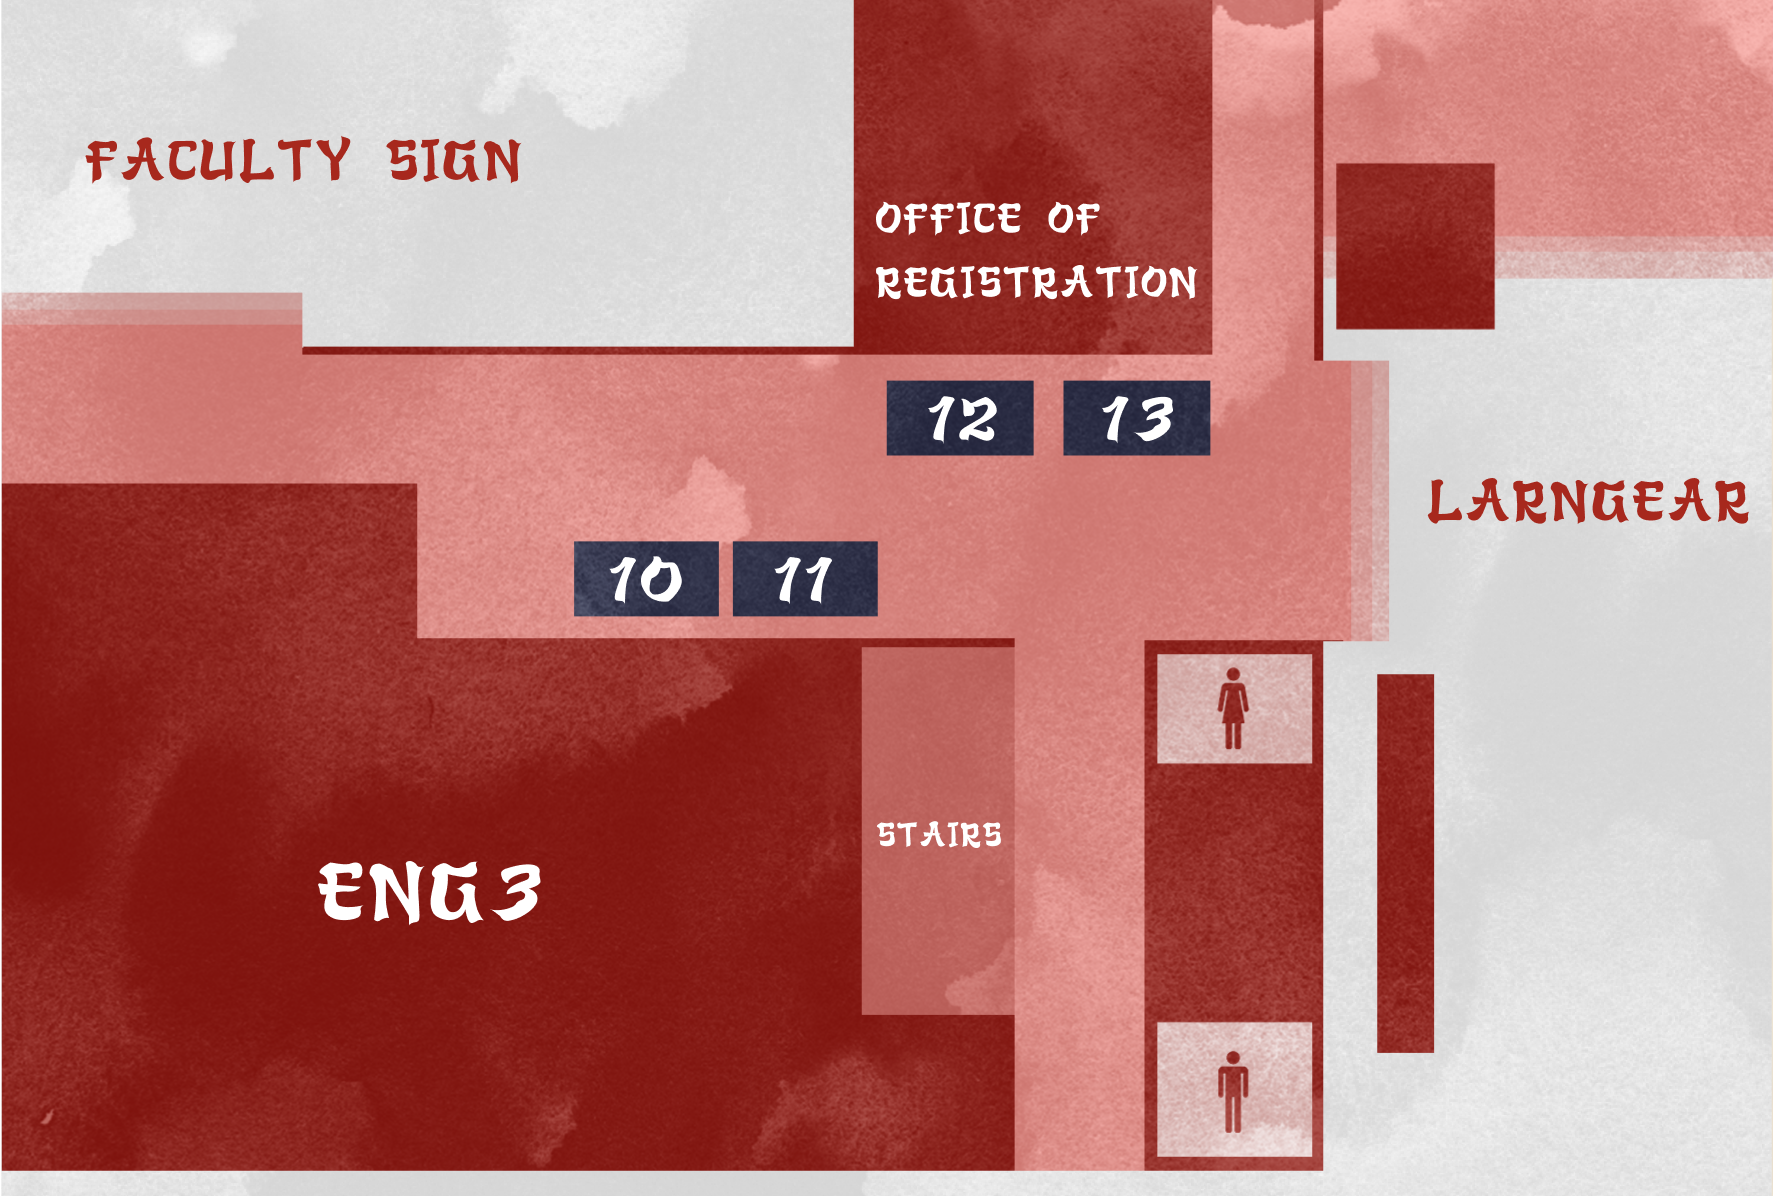 FACULTY SIGN
OFFICE OF
REGISTRATION
12
13
LARNGEAR
10
11
STAIRS
ENG3